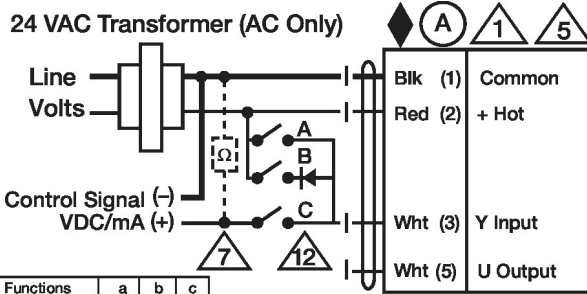 24 VAC Transformer (AC Only)
A
1
5
Line
Volts
Blk (1) Common
Red (2) + Hot
A
Ω
B
Control Signal (–)
VDC/mA (+)
C
Wht (3) Y Input
7
12
Wht (5) U Output
Functions a b c